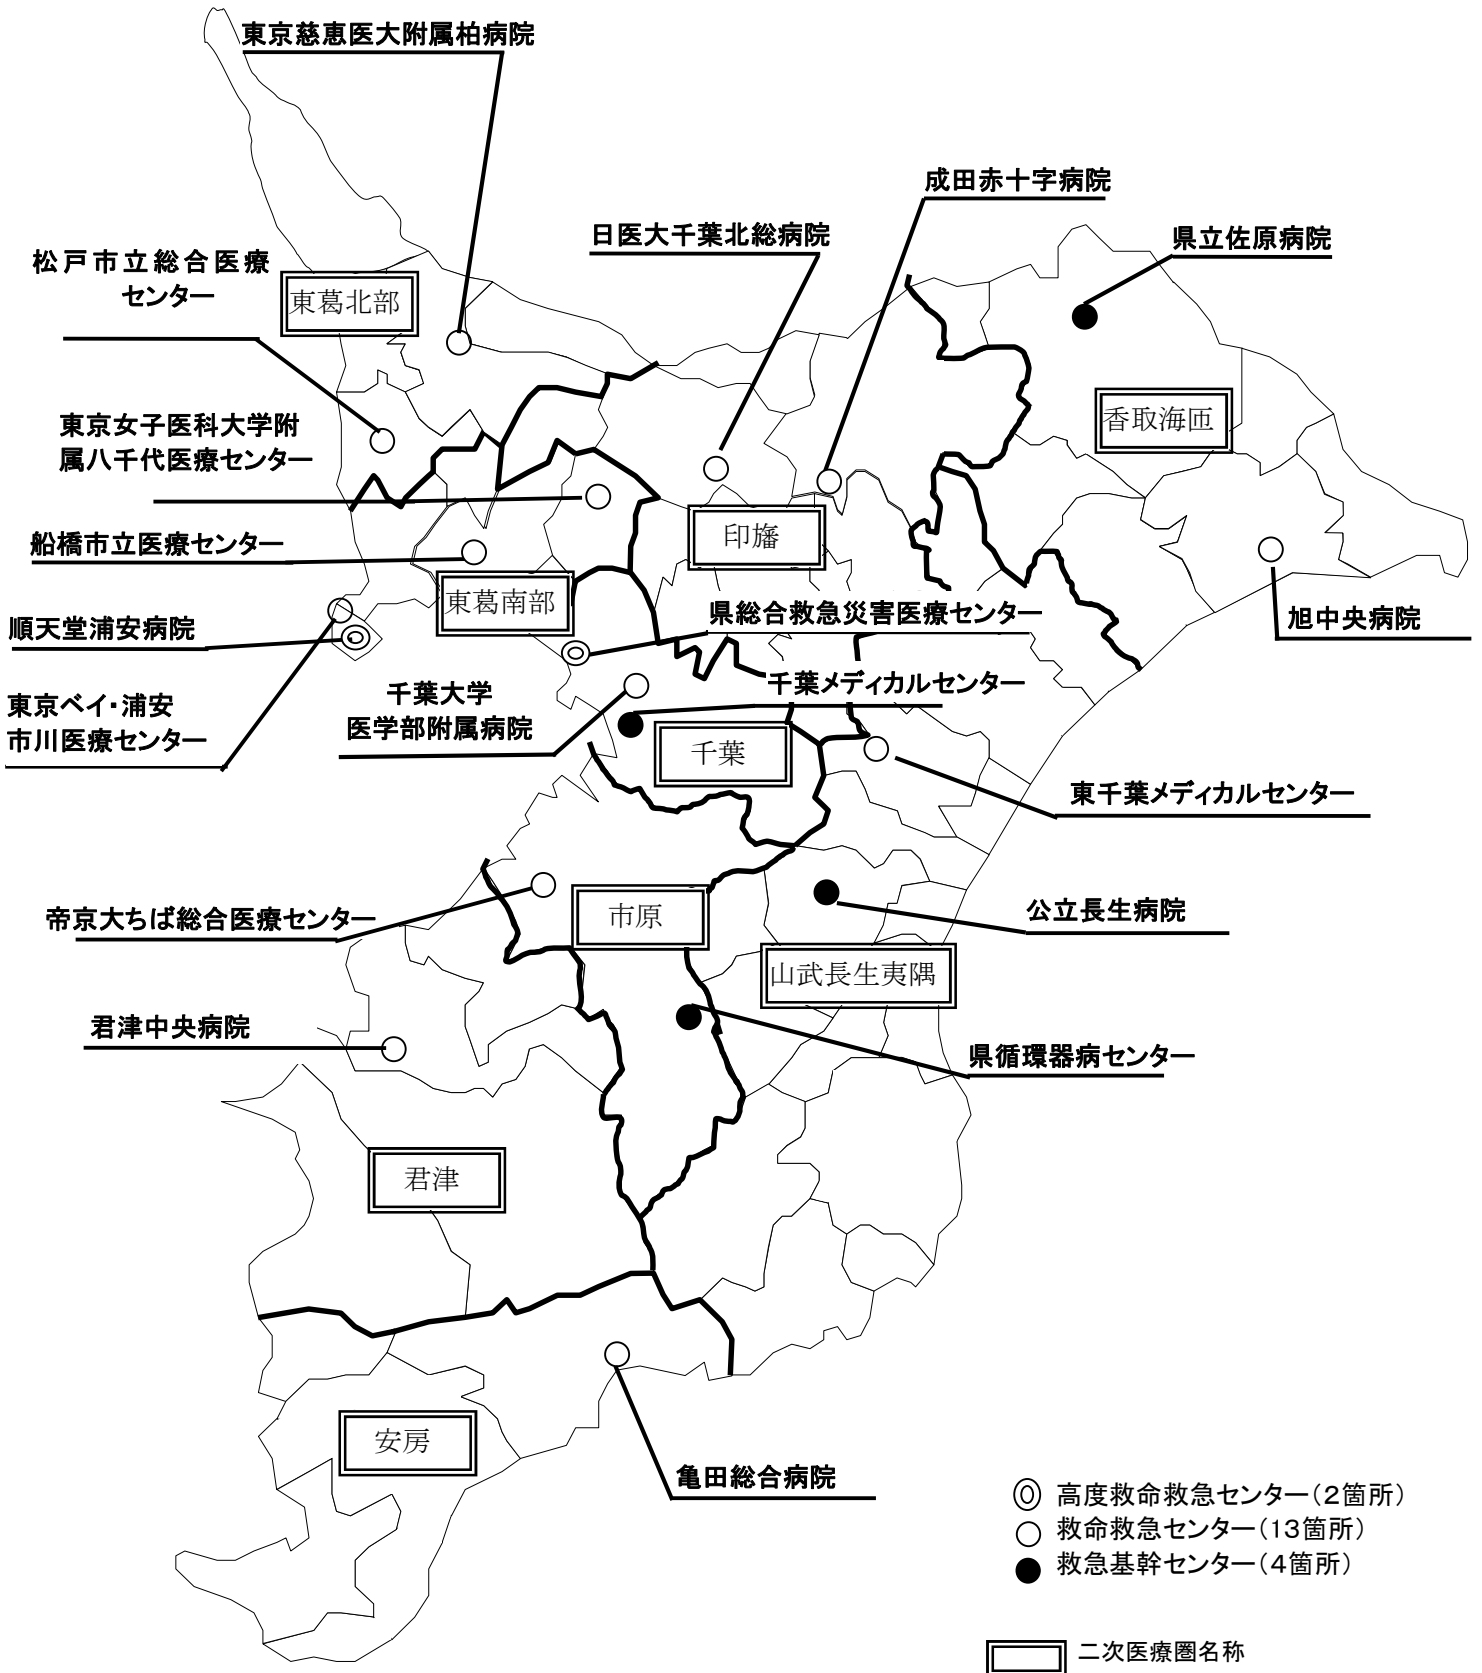 東京慈恵医大附属柏病院
成田赤十字病院
日医大千葉北総病院
県立佐原病院
松戸市立総合医療
センター
東葛北部
香取海匝
東京女子医科大学附
属八千代医療センター
印旛
船橋市立医療センター
東葛南部
県総合救急災害医療センター
順天堂浦安病院
旭中央病院
千葉メディカルセンター
千葉大学
医学部附属病院
東京ベイ・浦安
市川医療センター
千葉
東千葉メディカルセンター
帝京大ちば総合医療センター
市原
公立長生病院
山武長生夷隅
君津中央病院
県循環器病センター
君津
安房
亀田総合病院
高度救命救急センター（2箇所）
救命救急センター（13箇所）
救急基幹センター（4箇所）
二次医療圏名称